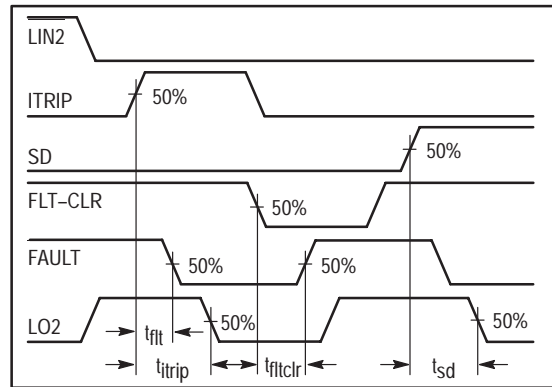 LIN2
ITRIP
50%
SD
50%
FLT–CLR
50%
FAULT
50%
50%
LO2
50%
50%
tflt
titrip
tfltclr
tsd